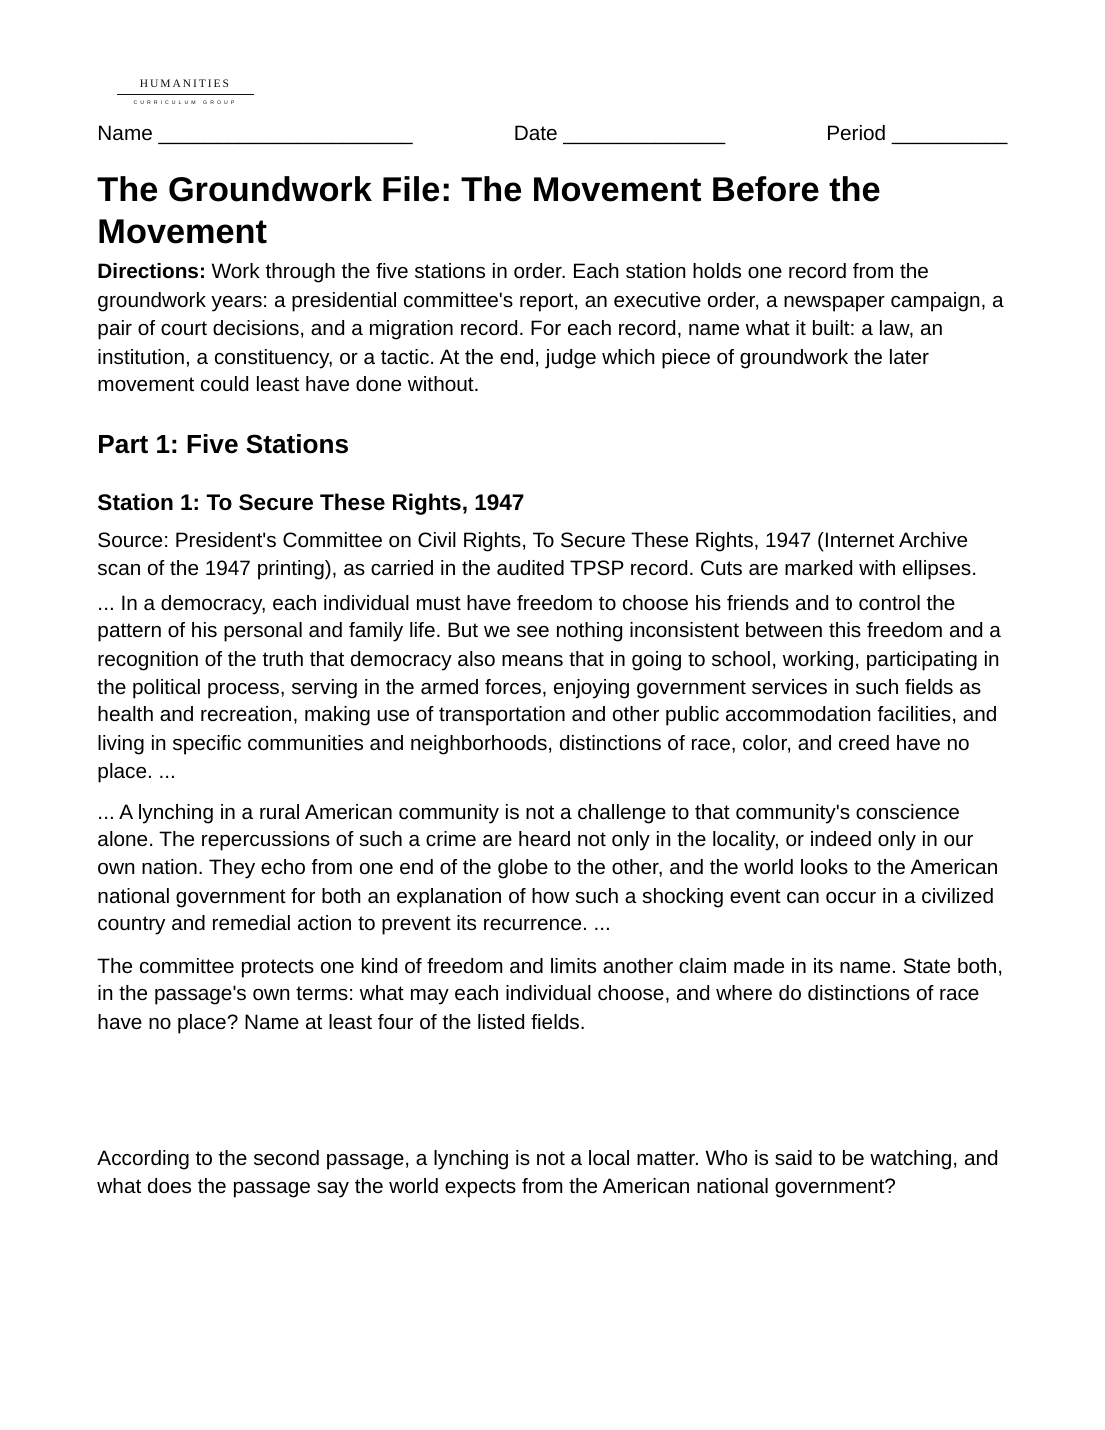 HUMANITIES
CURRICULUM GROUP
Name ______________________ Date ______________ Period __________
The Groundwork File: The Movement Before the
Movement
Directions: Work through the five stations in order. Each station holds one record from the
groundwork years: a presidential committee's report, an executive order, a newspaper campaign, a
pair of court decisions, and a migration record. For each record, name what it built: a law, an
institution, a constituency, or a tactic. At the end, judge which piece of groundwork the later
movement could least have done without.
Part 1: Five Stations
Station 1: To Secure These Rights, 1947
Source: President's Committee on Civil Rights, To Secure These Rights, 1947 (Internet Archive
scan of the 1947 printing), as carried in the audited TPSP record. Cuts are marked with ellipses.
... In a democracy, each individual must have freedom to choose his friends and to control the
pattern of his personal and family life. But we see nothing inconsistent between this freedom and a
recognition of the truth that democracy also means that in going to school, working, participating in
the political process, serving in the armed forces, enjoying government services in such fields as
health and recreation, making use of transportation and other public accommodation facilities, and
living in specific communities and neighborhoods, distinctions of race, color, and creed have no
place. ...
... A lynching in a rural American community is not a challenge to that community's conscience
alone. The repercussions of such a crime are heard not only in the locality, or indeed only in our
own nation. They echo from one end of the globe to the other, and the world looks to the American
national government for both an explanation of how such a shocking event can occur in a civilized
country and remedial action to prevent its recurrence. ...
The committee protects one kind of freedom and limits another claim made in its name. State both,
in the passage's own terms: what may each individual choose, and where do distinctions of race
have no place? Name at least four of the listed fields.
According to the second passage, a lynching is not a local matter. Who is said to be watching, and
what does the passage say the world expects from the American national government?